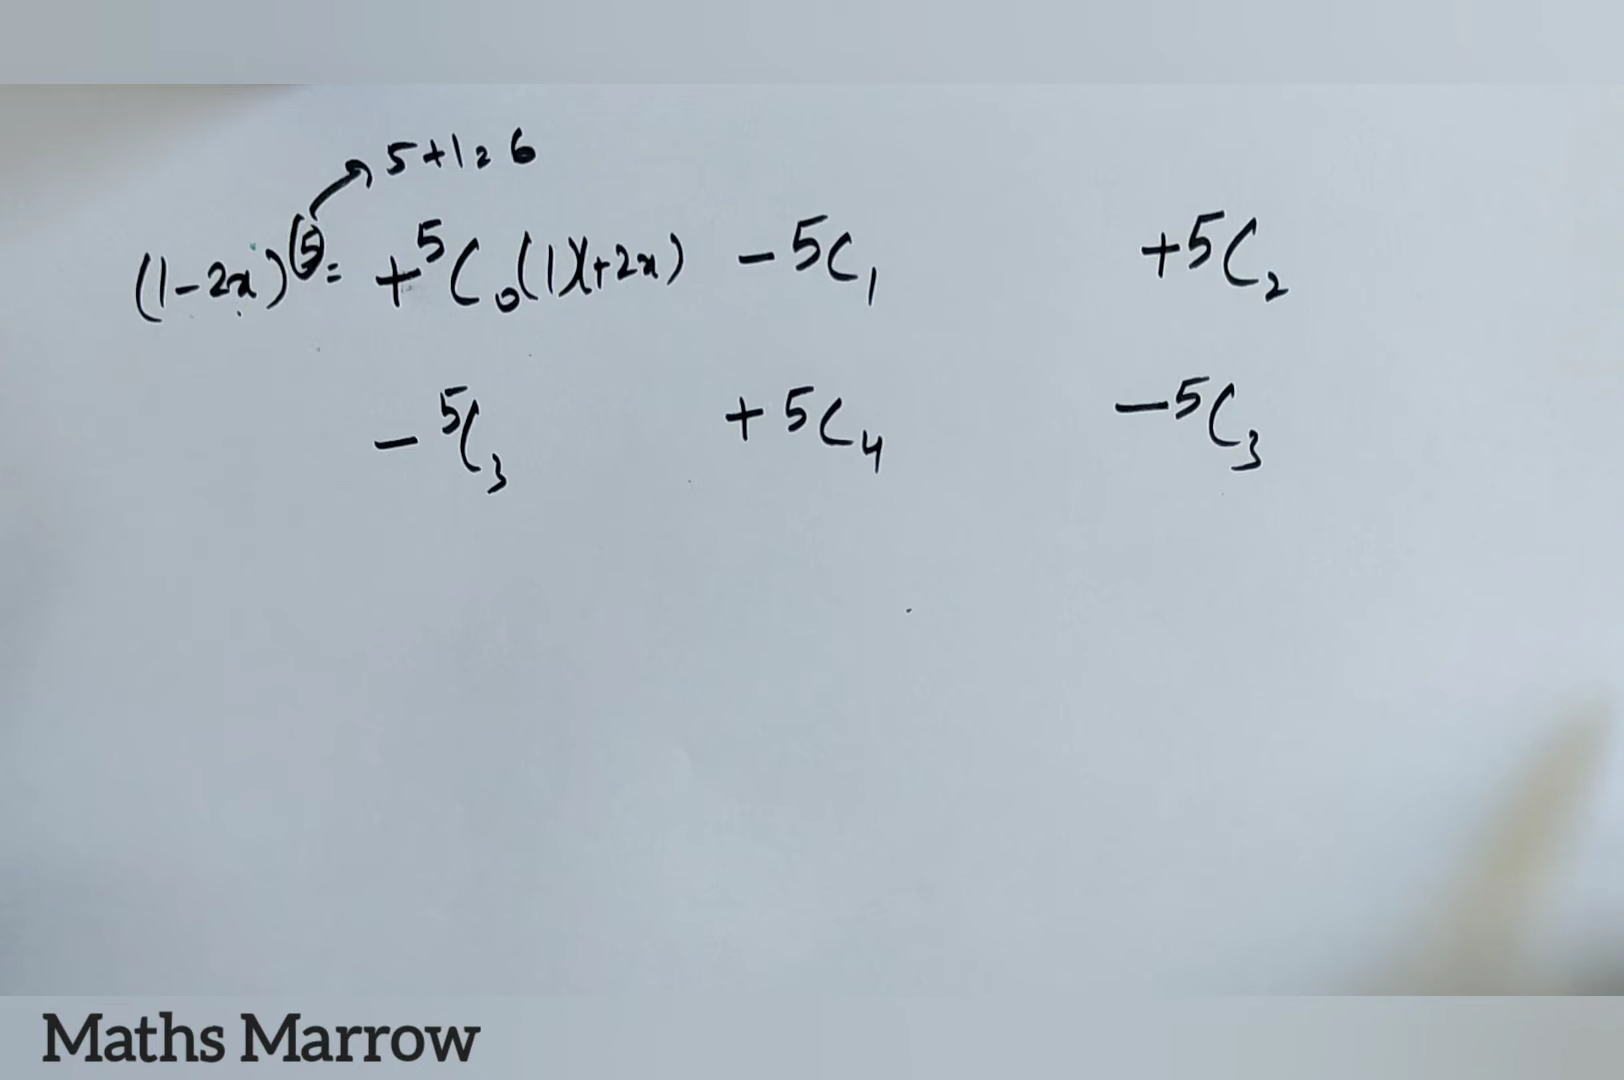 5+1=6
(1-2x)⁵= +⁵C₀(1)(+2x) -5C₁ +5C₂
-⁵C₃ +5C₄ -5C₃
Maths Marrow